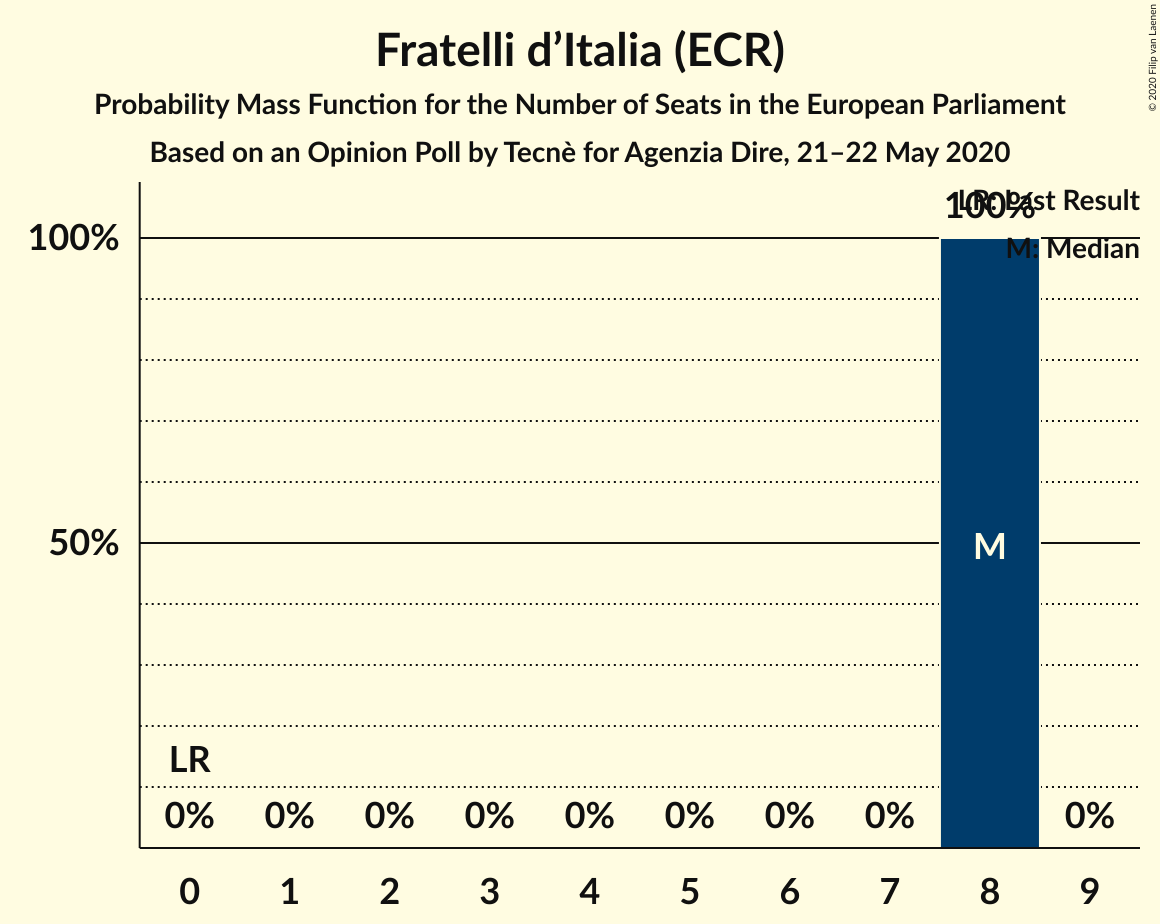 Fratelli d’Italia (ECR)
Probability Mass Function for the Number of Seats in the European Parliament
Based on an Opinion Poll by Tecnè for Agenzia Dire, 21–22 May 2020
© 2020 Filip van Laenen
100%
LR: Last Result
M: Median
100%
50%
M
LR
0% 0% 0% 0% 0% 0% 0% 0% 0%
0 1 2 3 4 5 6 7 8 9